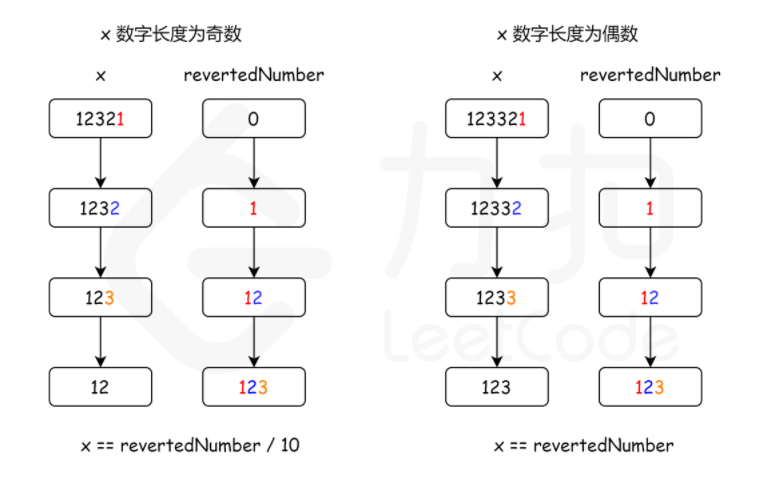 x 数字长度为奇数
x revertedNumber
12321 0
1232 1
123 12
12 123
x == revertedNumber / 10
x 数字长度为偶数
x revertedNumber
123321 0
12332 1
1233 12
123 123
x == revertedNumber
力扣
LeetCode